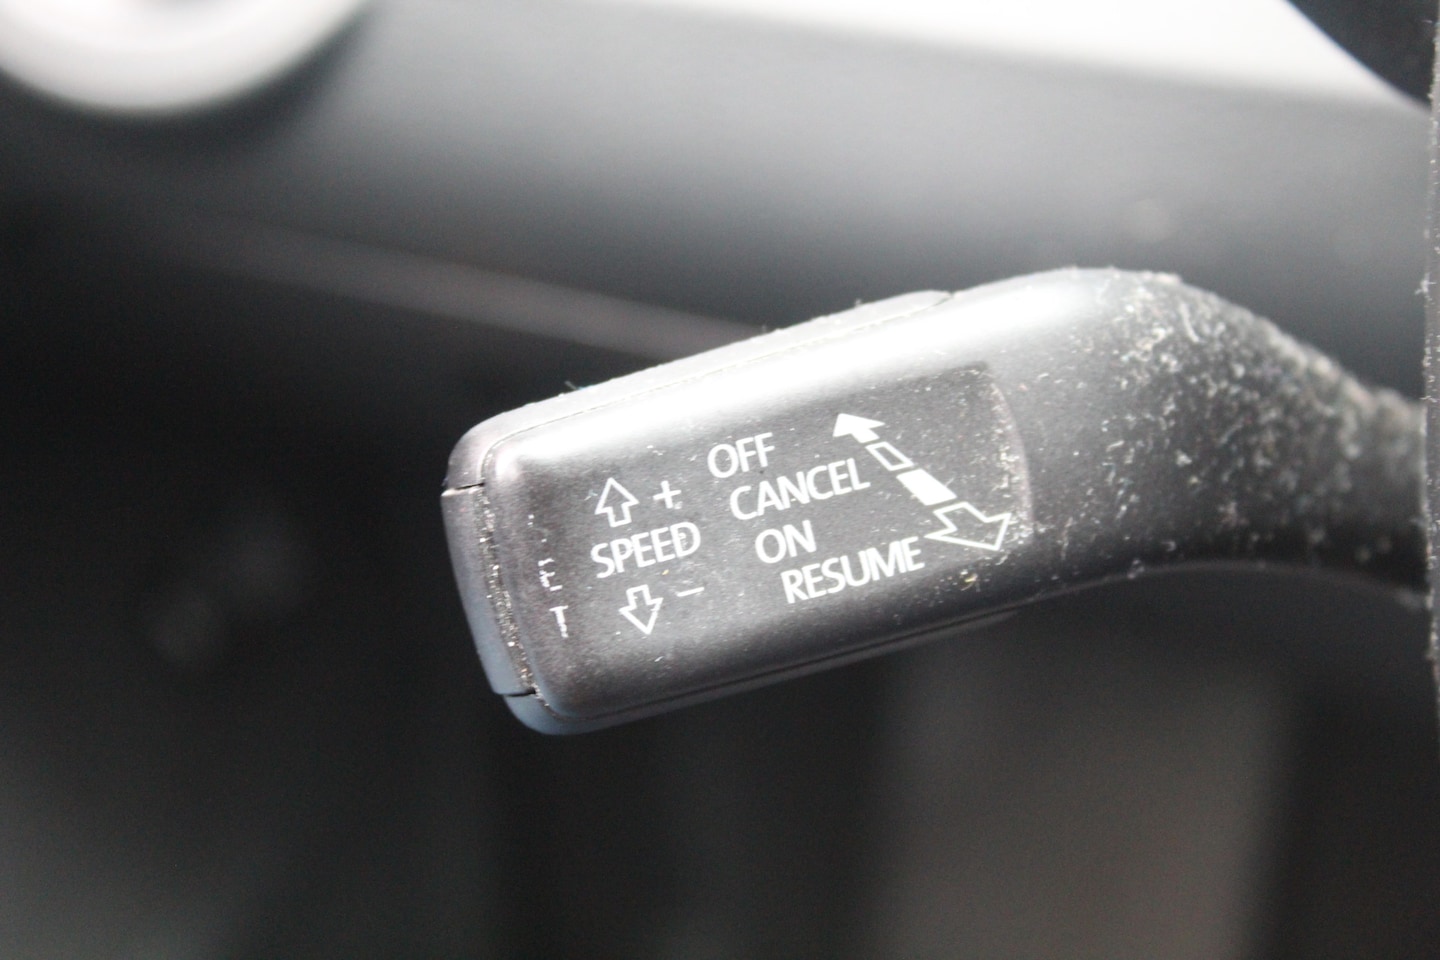 OFF
+ CANCEL
SPEED ON
- RESUME
E
T